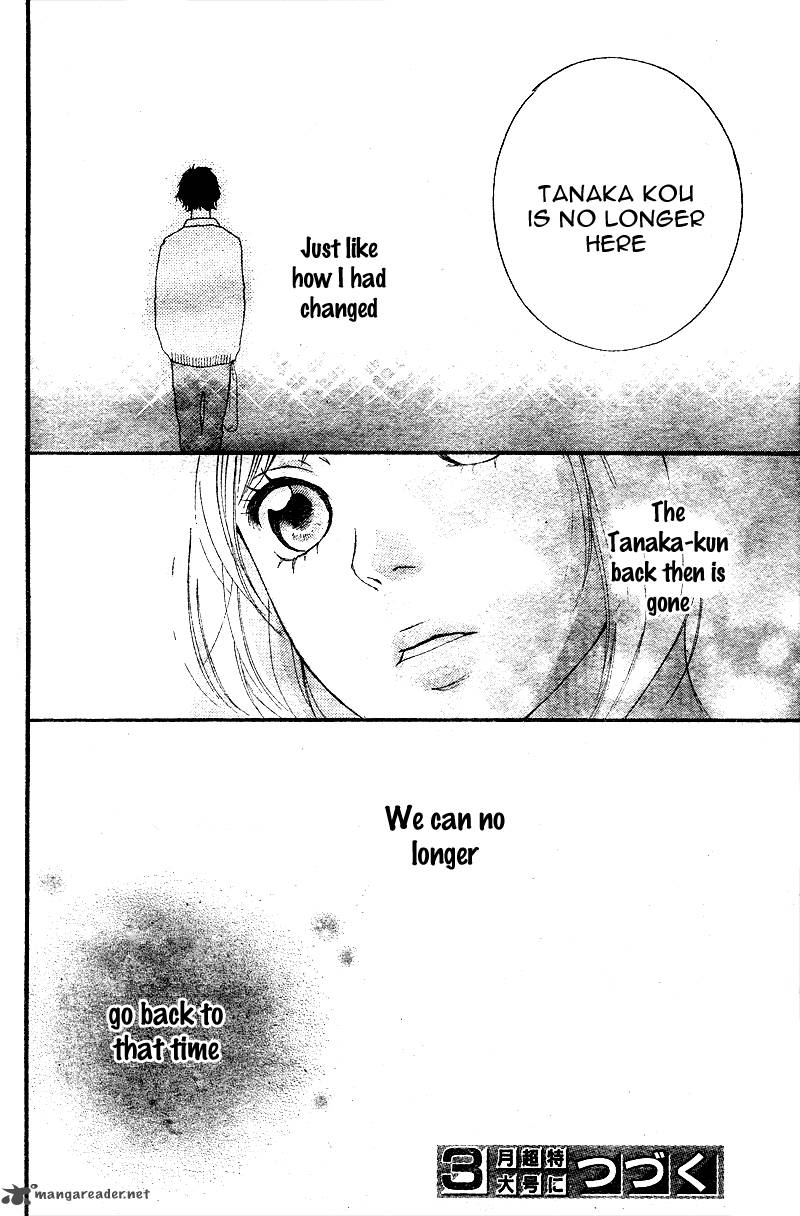 TANAKA KOU
IS NO LONGER
HERE
Just like
how I had
changed
The
Tanaka-kun
back then is
gone
We can no
longer
go back to
that time
3月超特大号に つづく
mangareader.net